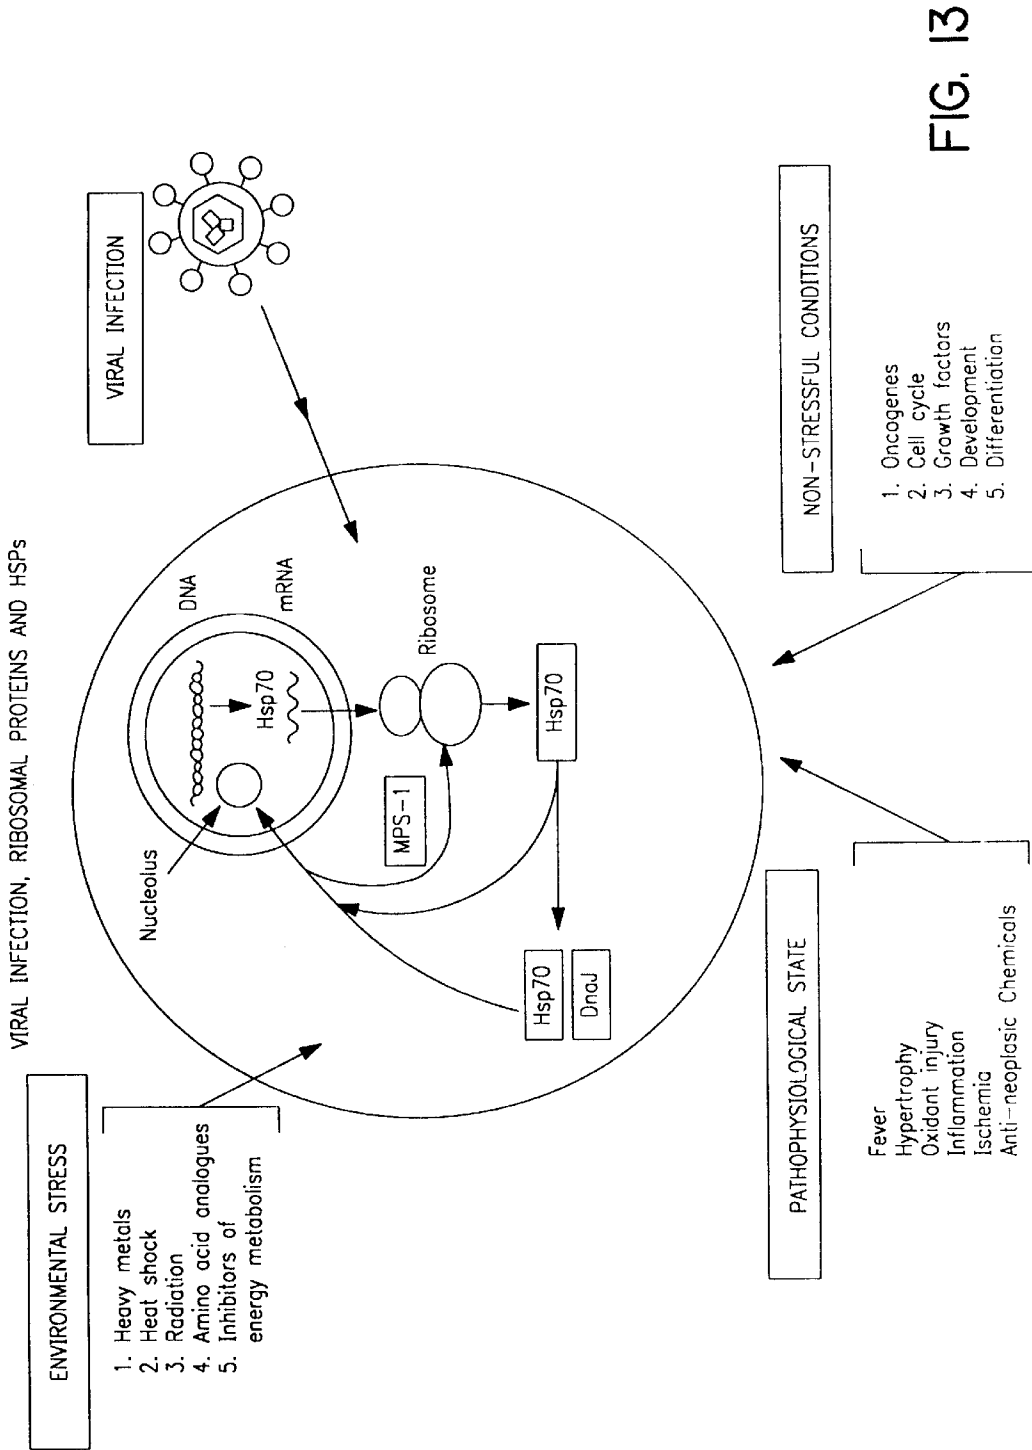 VIRAL INFECTION, RIBOSOMAL PROTEINS AND HSPs
ENVIRONMENTAL STRESS
1. Heavy metals
2. Heat shock
3. Radiation
4. Amino acid analogues
5. Inhibitors of
energy metabolism
VIRAL INFECTION
Nucleolus
DNA
Hsp70
mRNA
MPS-1
Ribosome
Hsp70
Hsp70
DnaJ
PATHOPHYSIOLOGICAL STATE
Fever
Hypertrophy
Oxidant injury
Inflammation
Ischemia
Anti-neoplasic Chemicals
NON-STRESSFUL CONDITIONS
1. Oncogenes
2. Cell cycle
3. Growth factors
4. Development
5. Differentiation
FIG. 13